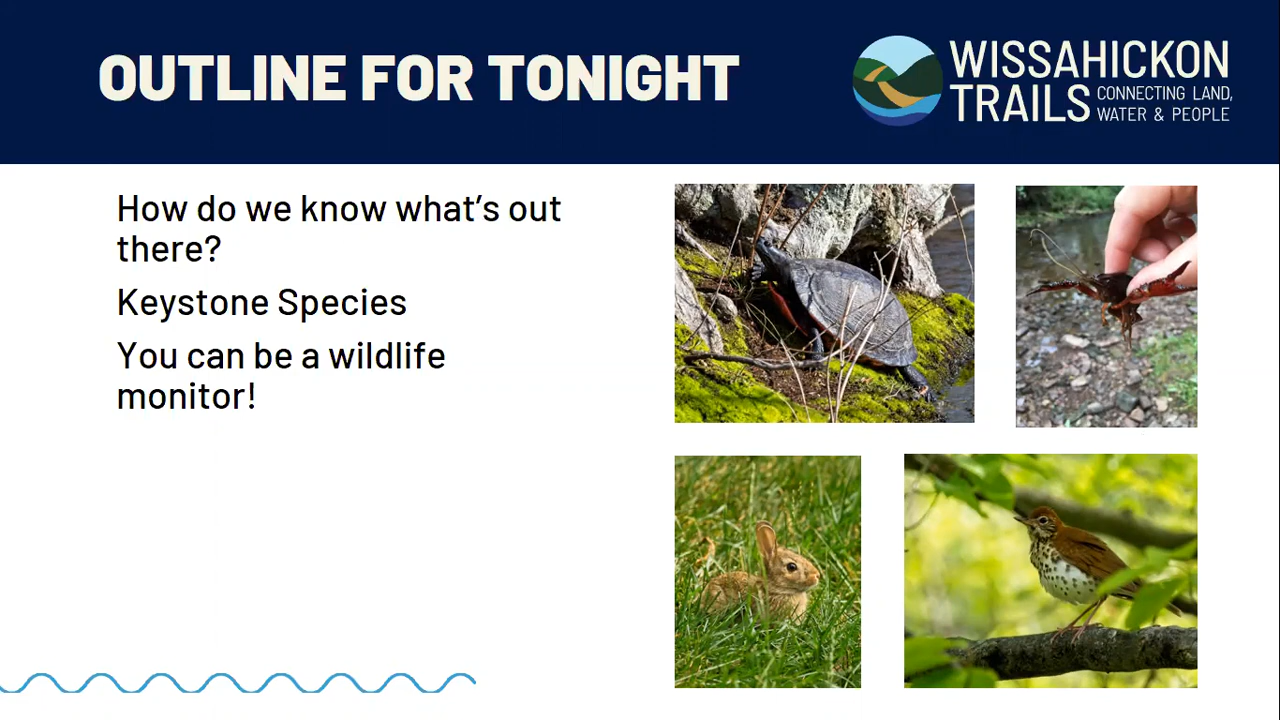 OUTLINE FOR TONIGHT
WISSAHICKON
TRAILS CONNECTING LAND,
WATER & PEOPLE
How do we know what’s out
there?
Keystone Species
You can be a wildlife
monitor!